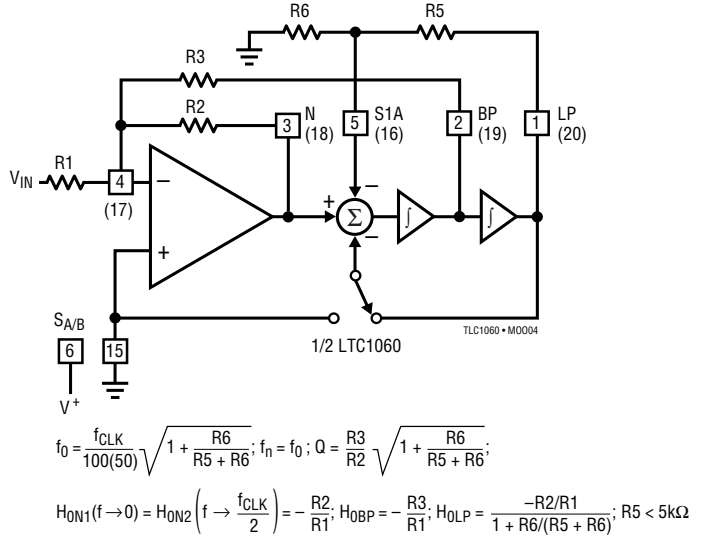 R6
R5
R3
R2
N
3
(18)
5
S1A
(16)
2
BP
(19)
1
LP
(20)
R1
VIN
4
(17)
−
+
+
−
Σ
−
∫
∫
SA/B
6
15
V+
1/2 LTC1060
TLC1060 • MOO04
f0 = fCLK/100(50) √(1 + R6/(R5 + R6)); fn = f0 ; Q = R3/R2 √(1 + R6/(R5 + R6));
H0N1(f → 0) = H0N2(f → fCLK/2) = − R2/R1; H0BP = − R3/R1; H0LP = −R2/R1/(1 + R6/(R5 + R6)); R5 < 5kΩ